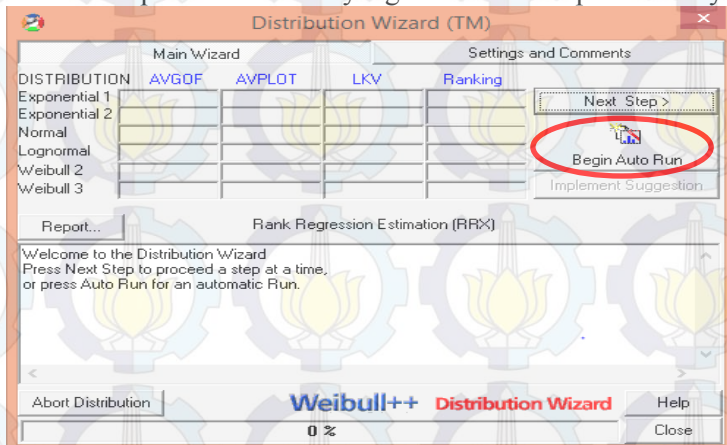 Distribution Wizard (TM)
Main Wizard
Settings and Comments
DISTRIBUTION AVGOF AVPLOT LKV Ranking
Exponential 1
Exponential 2
Normal
Lognormal
Weibull 2
Weibull 3
Next Step >
Begin Auto Run
Implement Suggestion
Report...
Rank Regression Estimation (RRX)
Welcome to the Distribution Wizard
Press Next Step to proceed a step at a time,
or press Auto Run for an automatic Run.
Abort Distribution
Weibull++ Distribution Wizard
Help
0 %
Close